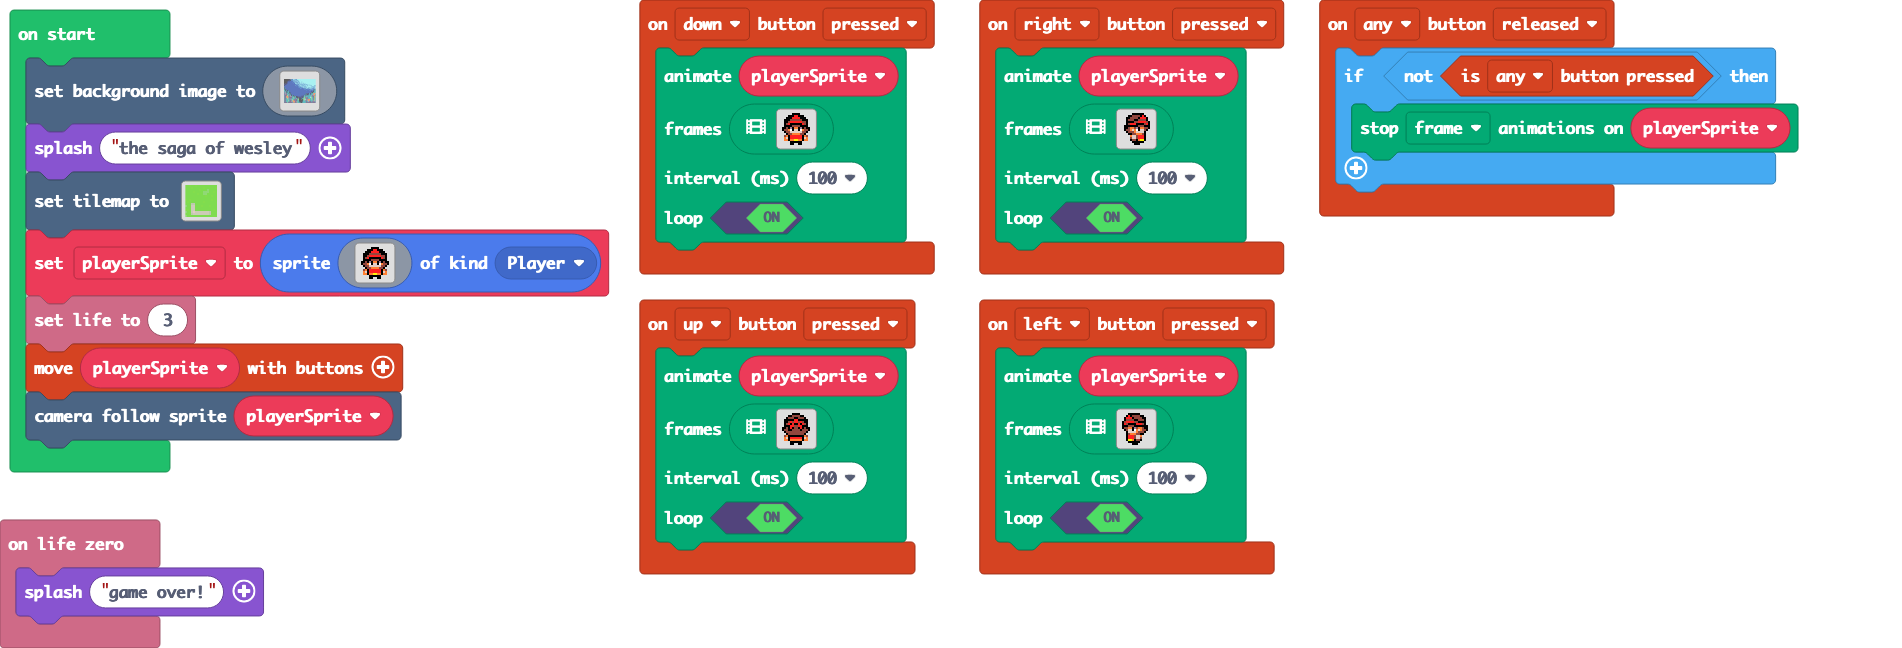 on start
set background image to
splash "the saga of wesley"
set tilemap to
set playerSprite to sprite of kind Player
set life to 3
move playerSprite with buttons
camera follow sprite playerSprite
on life zero
splash "game over!"
on down button pressed
animate playerSprite
frames
interval (ms) 100
loop ON
on up button pressed
animate playerSprite
frames
interval (ms) 100
loop ON
on right button pressed
animate playerSprite
frames
interval (ms) 100
loop ON
on left button pressed
animate playerSprite
frames
interval (ms) 100
loop ON
on any button released
if not is any button pressed then
stop frame animations on playerSprite